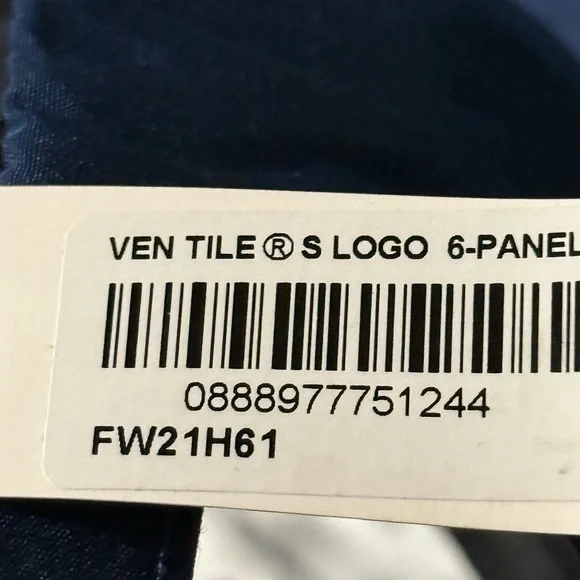 VEN TILE® S LOGO 6-PANEL
0888977751244
FW21H61